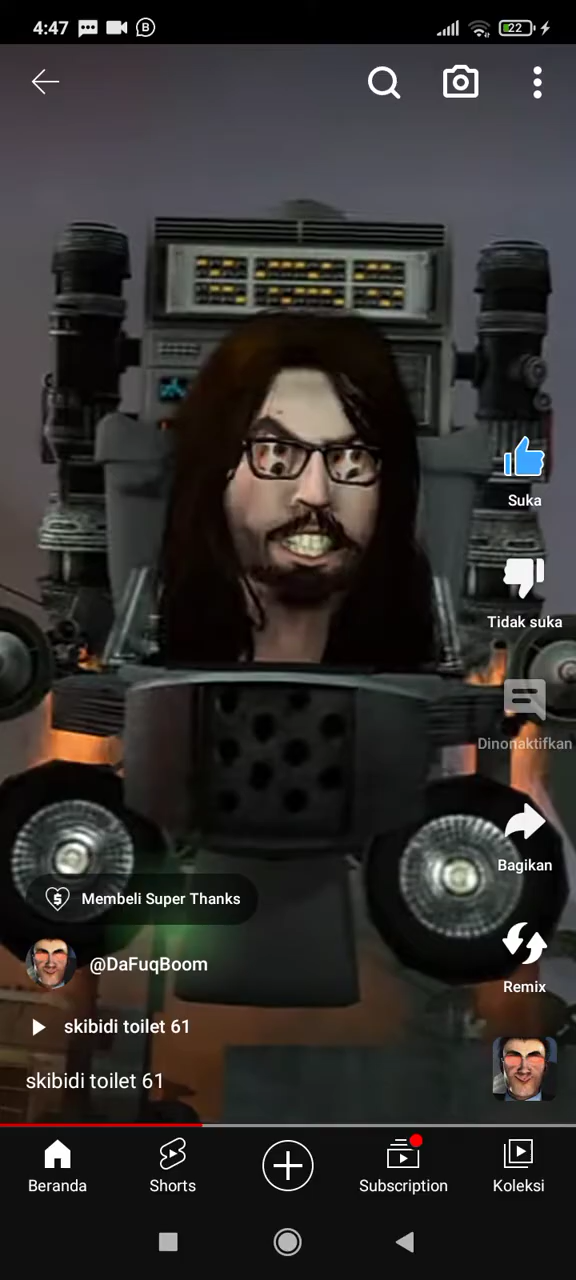 4:47
22
Suka
Tidak suka
Dinonaktifkan
Bagikan
Membeli Super Thanks
@DaFuqBoom
Remix
skibidi toilet 61
skibidi toilet 61
Beranda
Shorts
Subscription
Koleksi